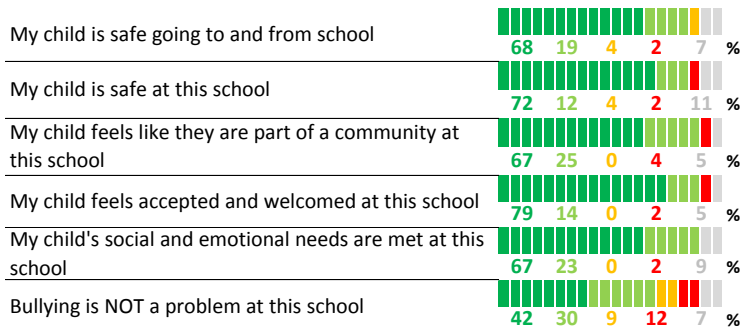 My child is safe going to and from school
68 19 4 2 7 %
My child is safe at this school
72 12 4 2 11 %
My child feels like they are part of a community at
this school
67 25 0 4 5 %
My child feels accepted and welcomed at this school
79 14 0 2 5 %
My child's social and emotional needs are met at this
school
67 23 0 2 9 %
Bullying is NOT a problem at this school
42 30 9 12 7 %